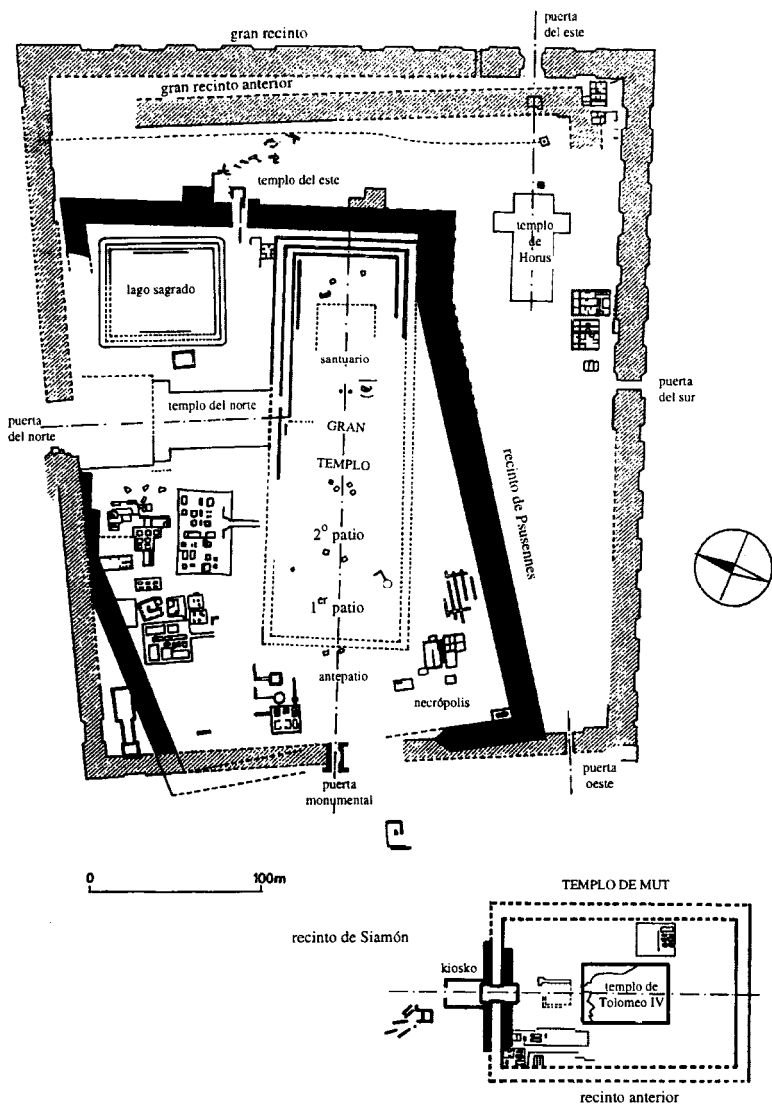 gran recinto
puerta
del este
gran recinto anterior
templo del este
templo
de
Horus
lago sagrado
santuario
puerta
del sur
templo del norte
puerta
del norte
GRAN
TEMPLO
recinto de Psusennes
2º patio
1er patio
antepatio
necrópolis
puerta
monumental
puerta
oeste
0 100m
TEMPLO DE MUT
recinto de Siamón
kiosko
templo de
Tolomeo IV
recinto anterior